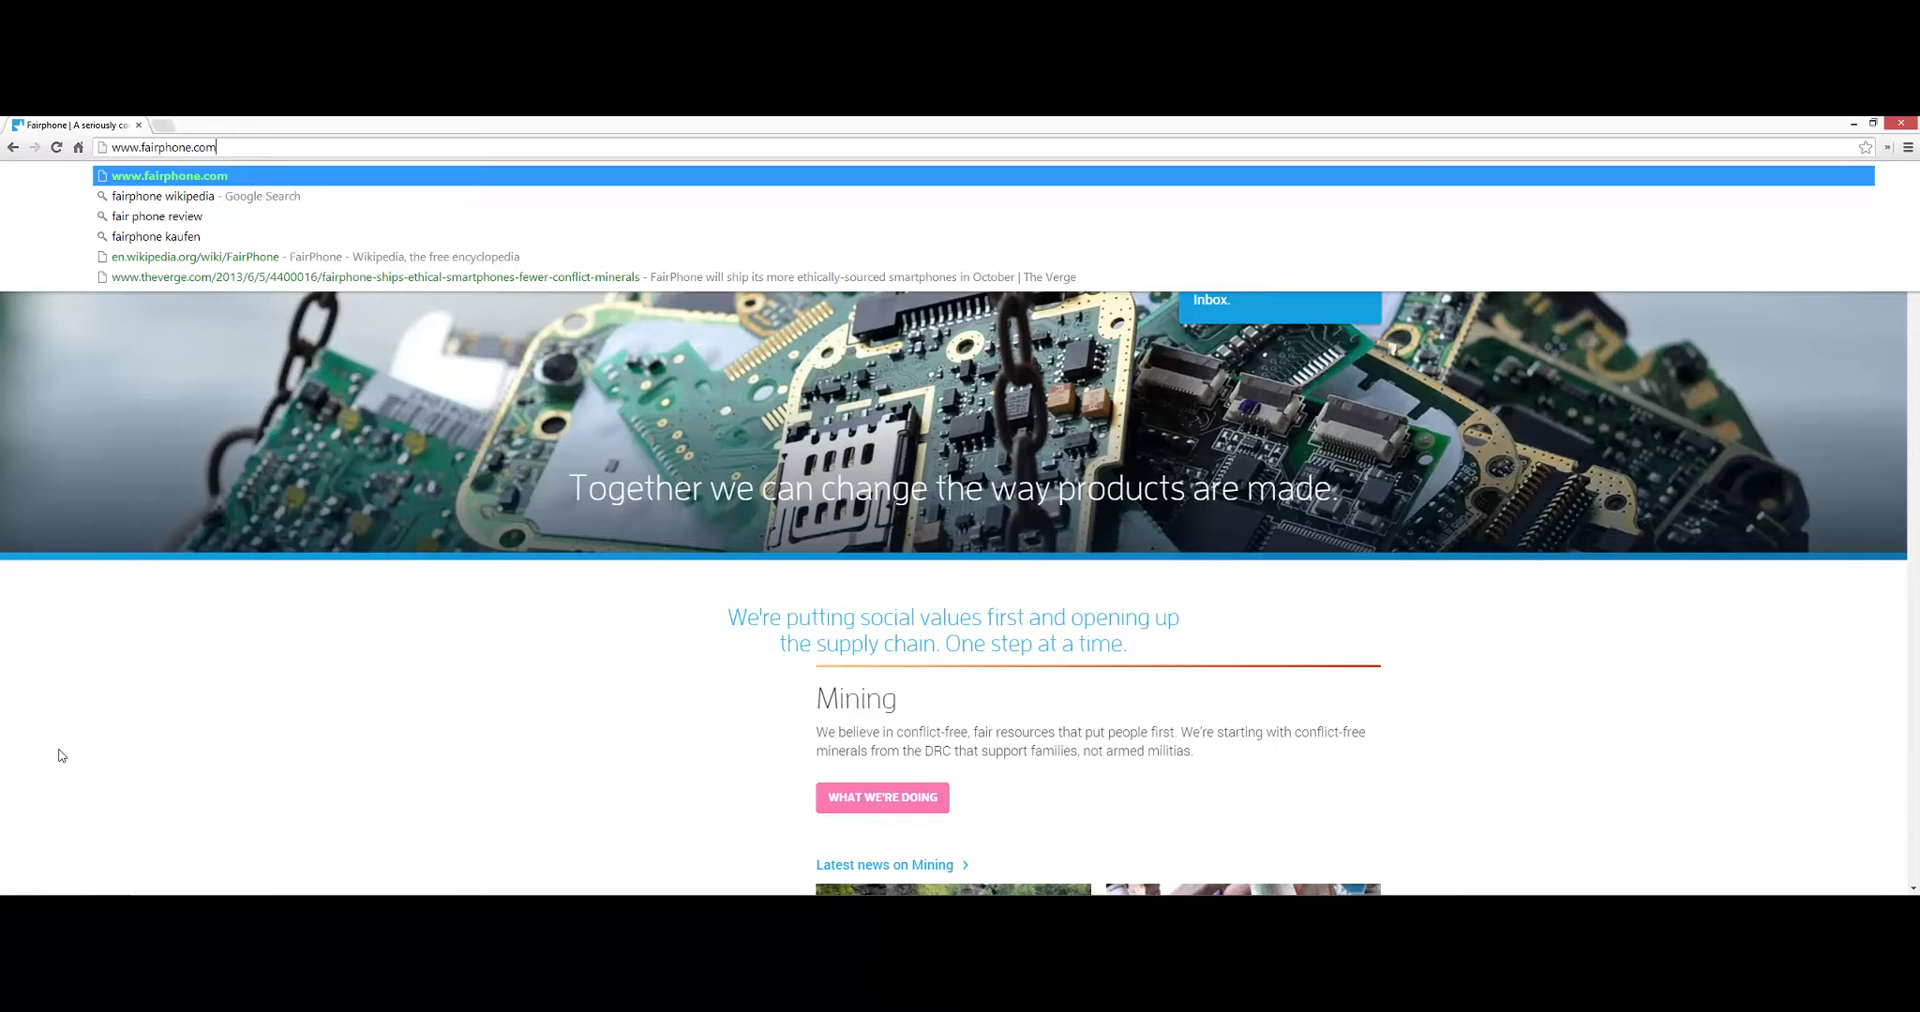 Fairphone | A seriously co
www.fairphone.com
www.fairphone.com
fairphone wikipedia - Google Search
fair phone review
fairphone kaufen
en.wikipedia.org/wiki/FairPhone - FairPhone - Wikipedia, the free encyclopedia
www.theverge.com/2013/6/5/4400016/fairphone-ships-ethical-smartphones-fewer-conflict-minerals - FairPhone will ship its more ethically-sourced smartphones in October | The Verge
Inbox.
Together we can change the way products are made.
We're putting social values first and opening up
the supply chain. One step at a time.
Mining
We believe in conflict-free, fair resources that put people first. We're starting with conflict-free
minerals from the DRC that support families, not armed militias.
WHAT WE'RE DOING
Latest news on Mining >